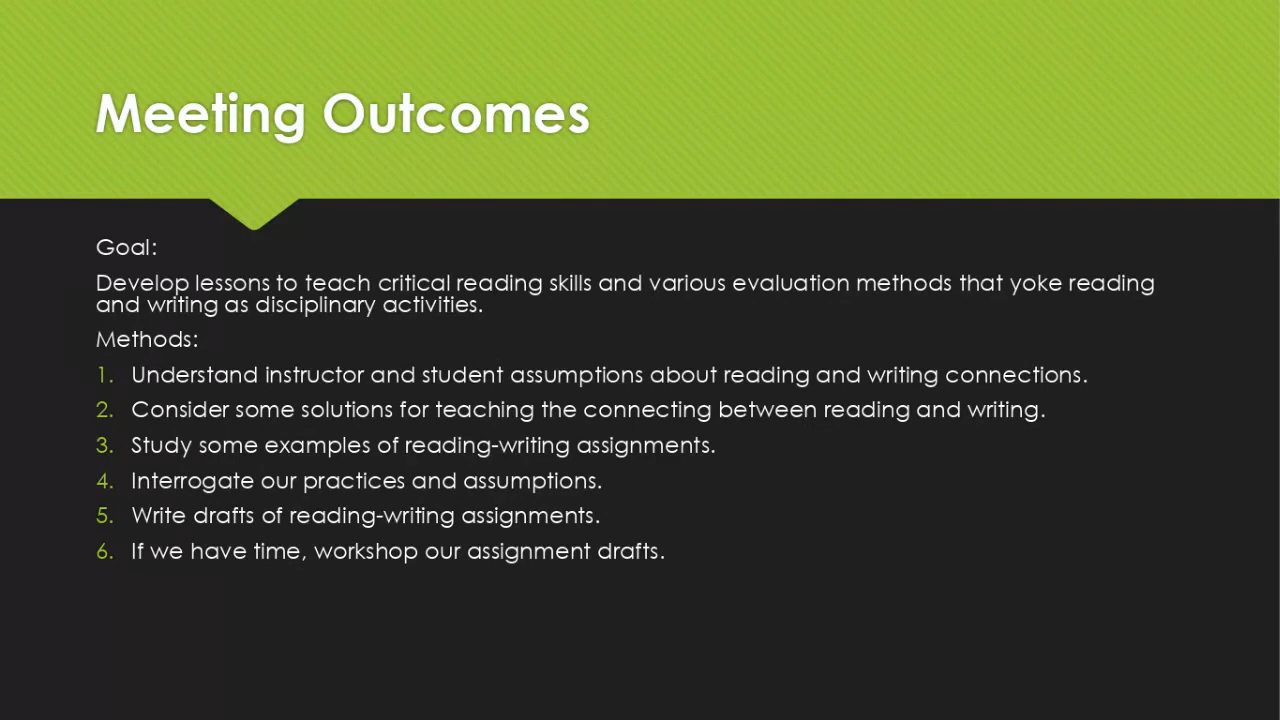 Meeting Outcomes
Goal:
Develop lessons to teach critical reading skills and various evaluation methods that yoke reading
and writing as disciplinary activities.
Methods:
1. Understand instructor and student assumptions about reading and writing connections.
2. Consider some solutions for teaching the connecting between reading and writing.
3. Study some examples of reading-writing assignments.
4. Interrogate our practices and assumptions.
5. Write drafts of reading-writing assignments.
6. If we have time, workshop our assignment drafts.